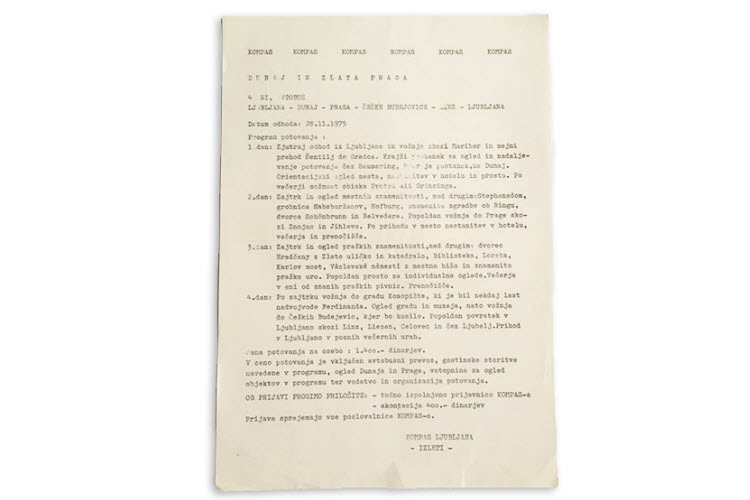 KOMPAS KOMPAS KOMPAS KOMPAS KOMPAS KOMPAS
DUNAJ IN ZLATA PRAGA
4
LJUBLJANA - DUNAJ - PRAGA - ČEŠKE BUDEJOVICE - LINZ - LJUBLJANA
Datum odhoda: 28.11.1975
Program potovanja :
1.dan: Zjutraj odhod iz Ljubljane in vožnja skozi Maribor in mejni
prehod Šentilj do Gradca. Krajši postanek za ogled in nadalje-
vanje potovanja čez Semmering, kjer je postanek,na Dunaj.
Orientacijski ogled mesta, namestitev v hotelu in prosto. Po
večerji možnost obiska Pratra ali Grinzinga.
2.dan: Zajtrk in ogled mestnih znamenitosti, med drugim:Stephansdom,
grobnica Habsburžanov, Hofburg, znamenite zgradbe ob Ringu,
dvorca Schönbrunn in Belvedere. Popoldan vožnja do Prage sko-
zi Znojmo in Jihlavo. Po prihodu v mesto nastanitev v hotelu,
večerja in prenočišče.
3.dan: Zajtrk in ogled praških znamenitosti,med drugim: dvorec
Hradčany z Zlato uličko in katedralo, Biblioteka, Loreta,
Karlov most, Václavské náměstí z mestno hišo in znamenito
praško uro. Popoldan prosto za individualne oglede.Večerja
v eni od znanih praških pivnic. Prenočišče.
4.dan: Po zajtrku vožnja do gradu Konopište, ki je bil nekdaj last
nadvojvode Ferdinanda. Ogled gradu in muzeja, nato vožnja
do Čeških Budejevic, kjer bo kosilo. Popoldan povratek v
Ljubljano skozi Linz, Liezen, Celovec in čez Ljubelj.Prihod
v Ljubljano v poznih večernih urah.
Cena potovanja na osebo : 1.400.- dinarjev.
V ceno potovanja je vključen avtobusni prevoz, gostinske storitve
navedene v programu, ogled Dunaja in Prage, vstopnina za ogled
objektov v programu ter vodstvo in organizacija potovanja.
OB PRIJAVI PROSIMO PRILOŽITE: - točno izpolnjeno prijavnico KOMPAS-a
- akontacija 400.- dinarjev
Prijave sprejemajo vse poslovalnice KOMPAS-a.
KOMPAS LJUBLJANA
- IZLETI -